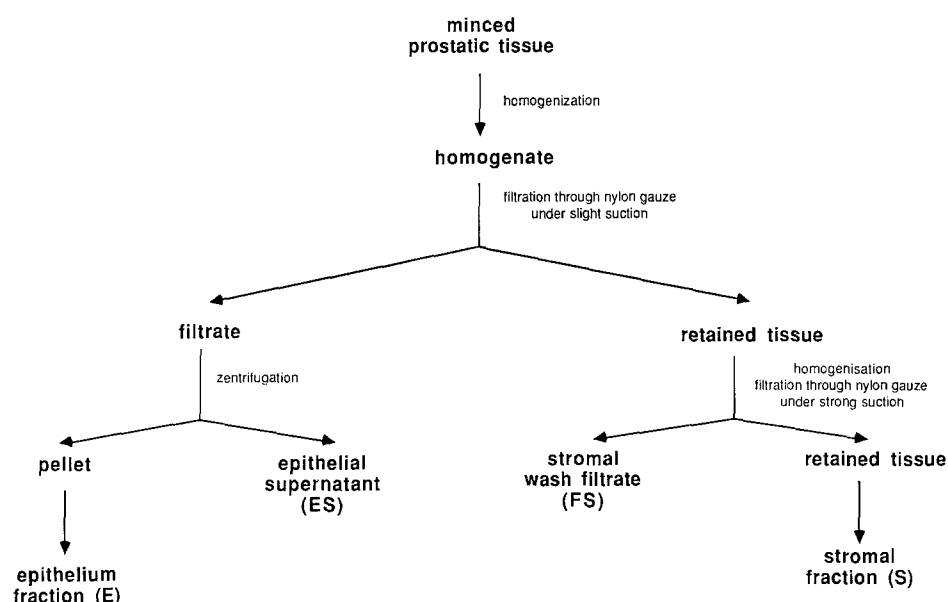 minced
prostatic tissue
homogenization
homogenate
filtration through nylon gauze
under slight suction
filtrate
retained tissue
zentrifugation
homogenisation
filtration through nylon gauze
under strong suction
pellet
epithelial
supernatant
(ES)
stromal
wash filtrate
(FS)
retained tissue
epithelium
fraction (E)
stromal
fraction (S)